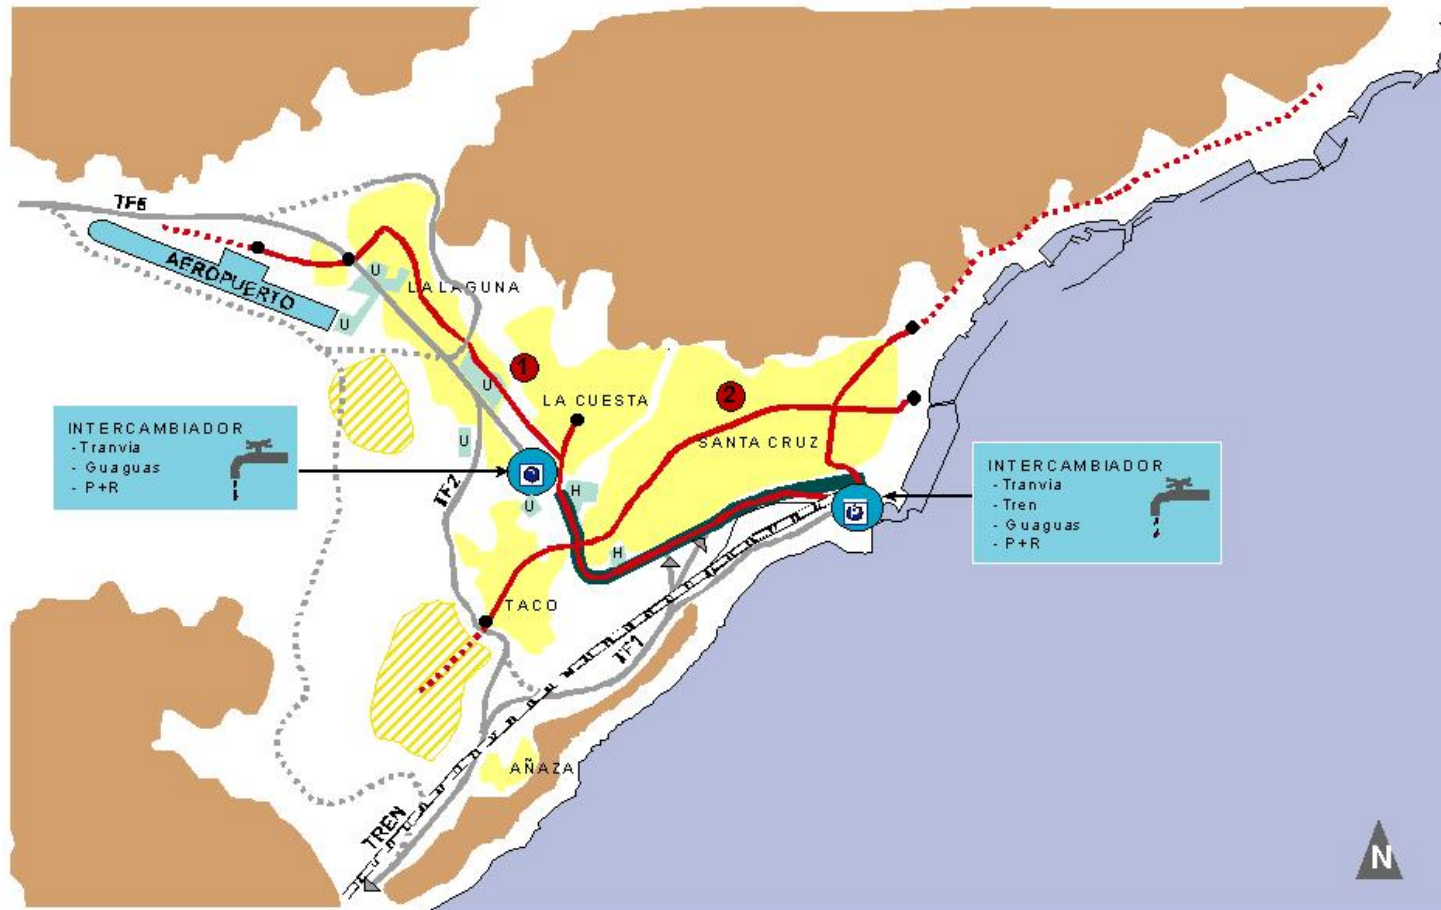 TF5
AEROPUERTO
U
LA LAGUNA
U
1
U
LA CUESTA
2
SANTA CRUZ
INTERCAMBIADOR
- Tranvia
- Guaguas
- P+R
U
TF2
H
U
INTERCAMBIADOR
- Tranvia
- Tren
- Guaguas
- P+R
P
H
TACO
TF1
AÑAZA
TREN
N